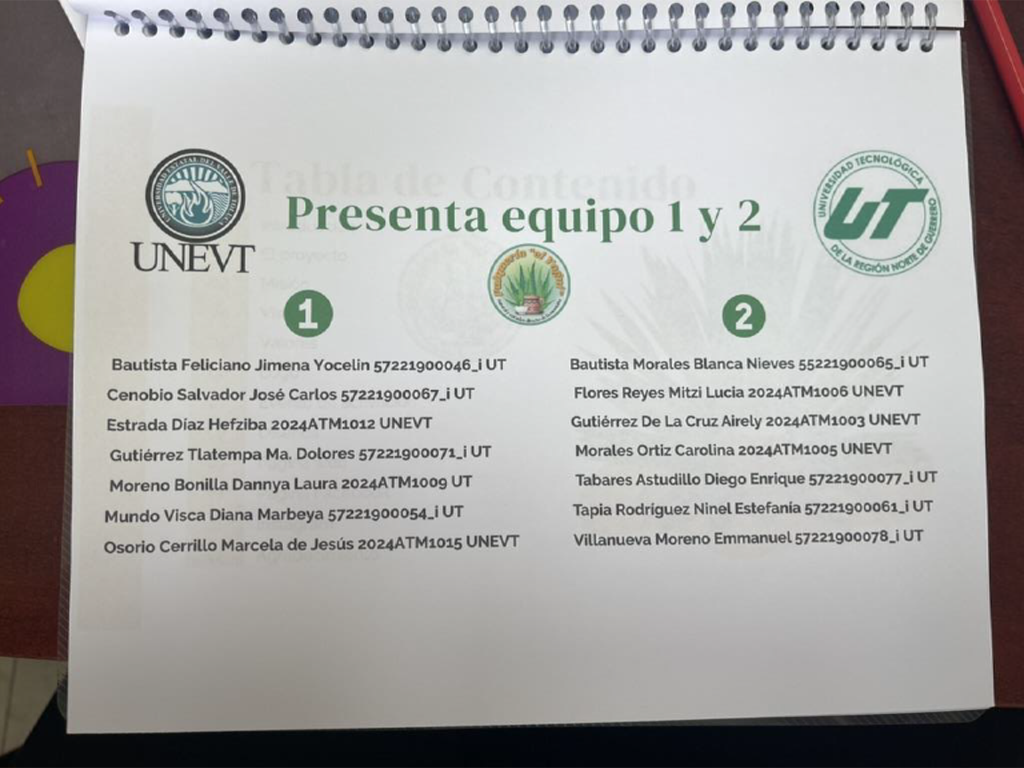 Presenta equipo 1 y 2
UNIVERSIDAD ESTATAL DEL VALLE DE TOLUCA
UNEVT
UNIVERSIDAD TECNOLÓGICA
UT
DE LA REGIÓN NORTE DE GUERRERO
1
Bautista Feliciano Jimena Yocelin 57221900046_i UT
Cenobio Salvador José Carlos 57221900067_i UT
Estrada Díaz Hefziba 2024ATM1012 UNEVT
Gutiérrez Tlatempa Ma. Dolores 57221900071_i UT
Moreno Bonilla Dannya Laura 2024ATM1009 UT
Mundo Visca Diana Marbeya 57221900054_i UT
Osorio Cerrillo Marcela de Jesús 2024ATM1015 UNEVT
2
Bautista Morales Blanca Nieves 55221900065_i UT
Flores Reyes Mitzi Lucia 2024ATM1006 UNEVT
Gutiérrez De La Cruz Airely 2024ATM1003 UNEVT
Morales Ortiz Carolina 2024ATM1005 UNEVT
Tabares Astudillo Diego Enrique 57221900077_i UT
Tapia Rodríguez Ninel Estefanía 57221900061_i UT
Villanueva Moreno Emmanuel 57221900078_i UT
Tabla de Contenido
El proyecto